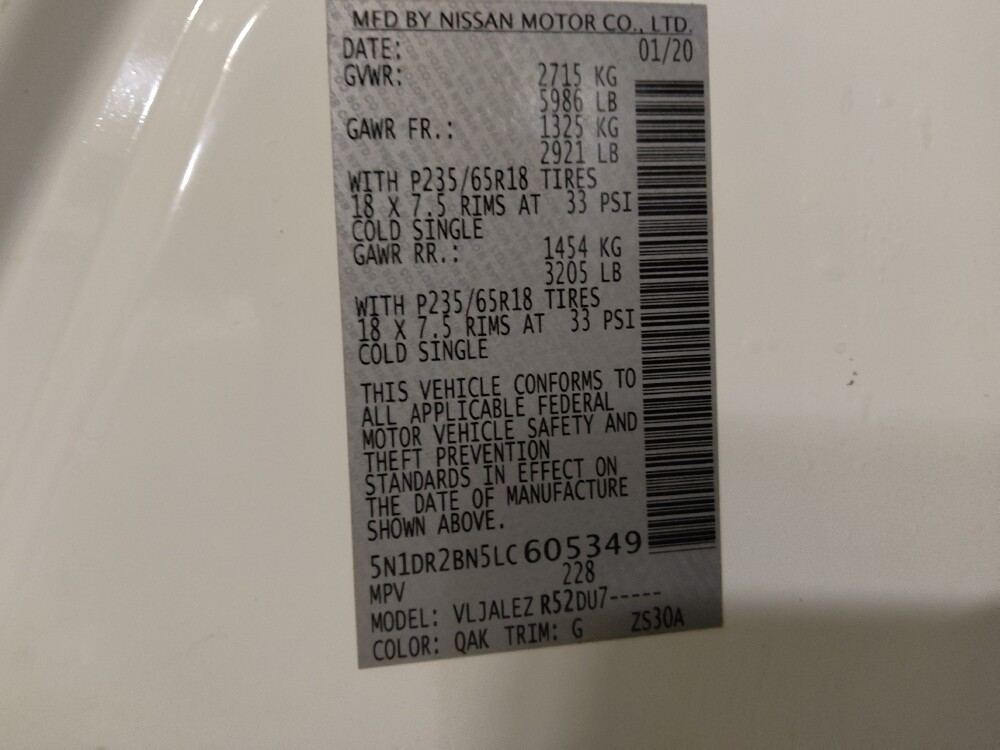 MFD BY NISSAN MOTOR CO., LTD.
DATE: 01/20
GVWR: 2715 KG
5986 LB
GAWR FR.: 1325 KG
2921 LB
WITH P235/65R18 TIRES
18 X 7.5 RIMS AT 33 PSI
COLD SINGLE
GAWR RR.: 1454 KG
3205 LB
WITH P235/65R18 TIRES
18 X 7.5 RIMS AT 33 PSI
COLD SINGLE
THIS VEHICLE CONFORMS TO
ALL APPLICABLE FEDERAL
MOTOR VEHICLE SAFETY AND
THEFT PREVENTION
STANDARDS IN EFFECT ON
THE DATE OF MANUFACTURE
SHOWN ABOVE.
5N1DR2BN5LC605349
MPV 228
MODEL: VLJALEZ R52DU7-----
COLOR: QAK TRIM: G ZS30A